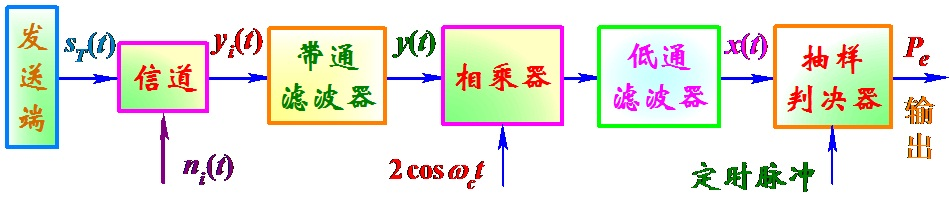 发送端
s_T(t)
信道
n_i(t)
y_i(t)
带通
滤波器
y(t)
相乘器
2cosω_ct
低通
滤波器
x(t)
抽样
判决器
定时脉冲
P_e
输出